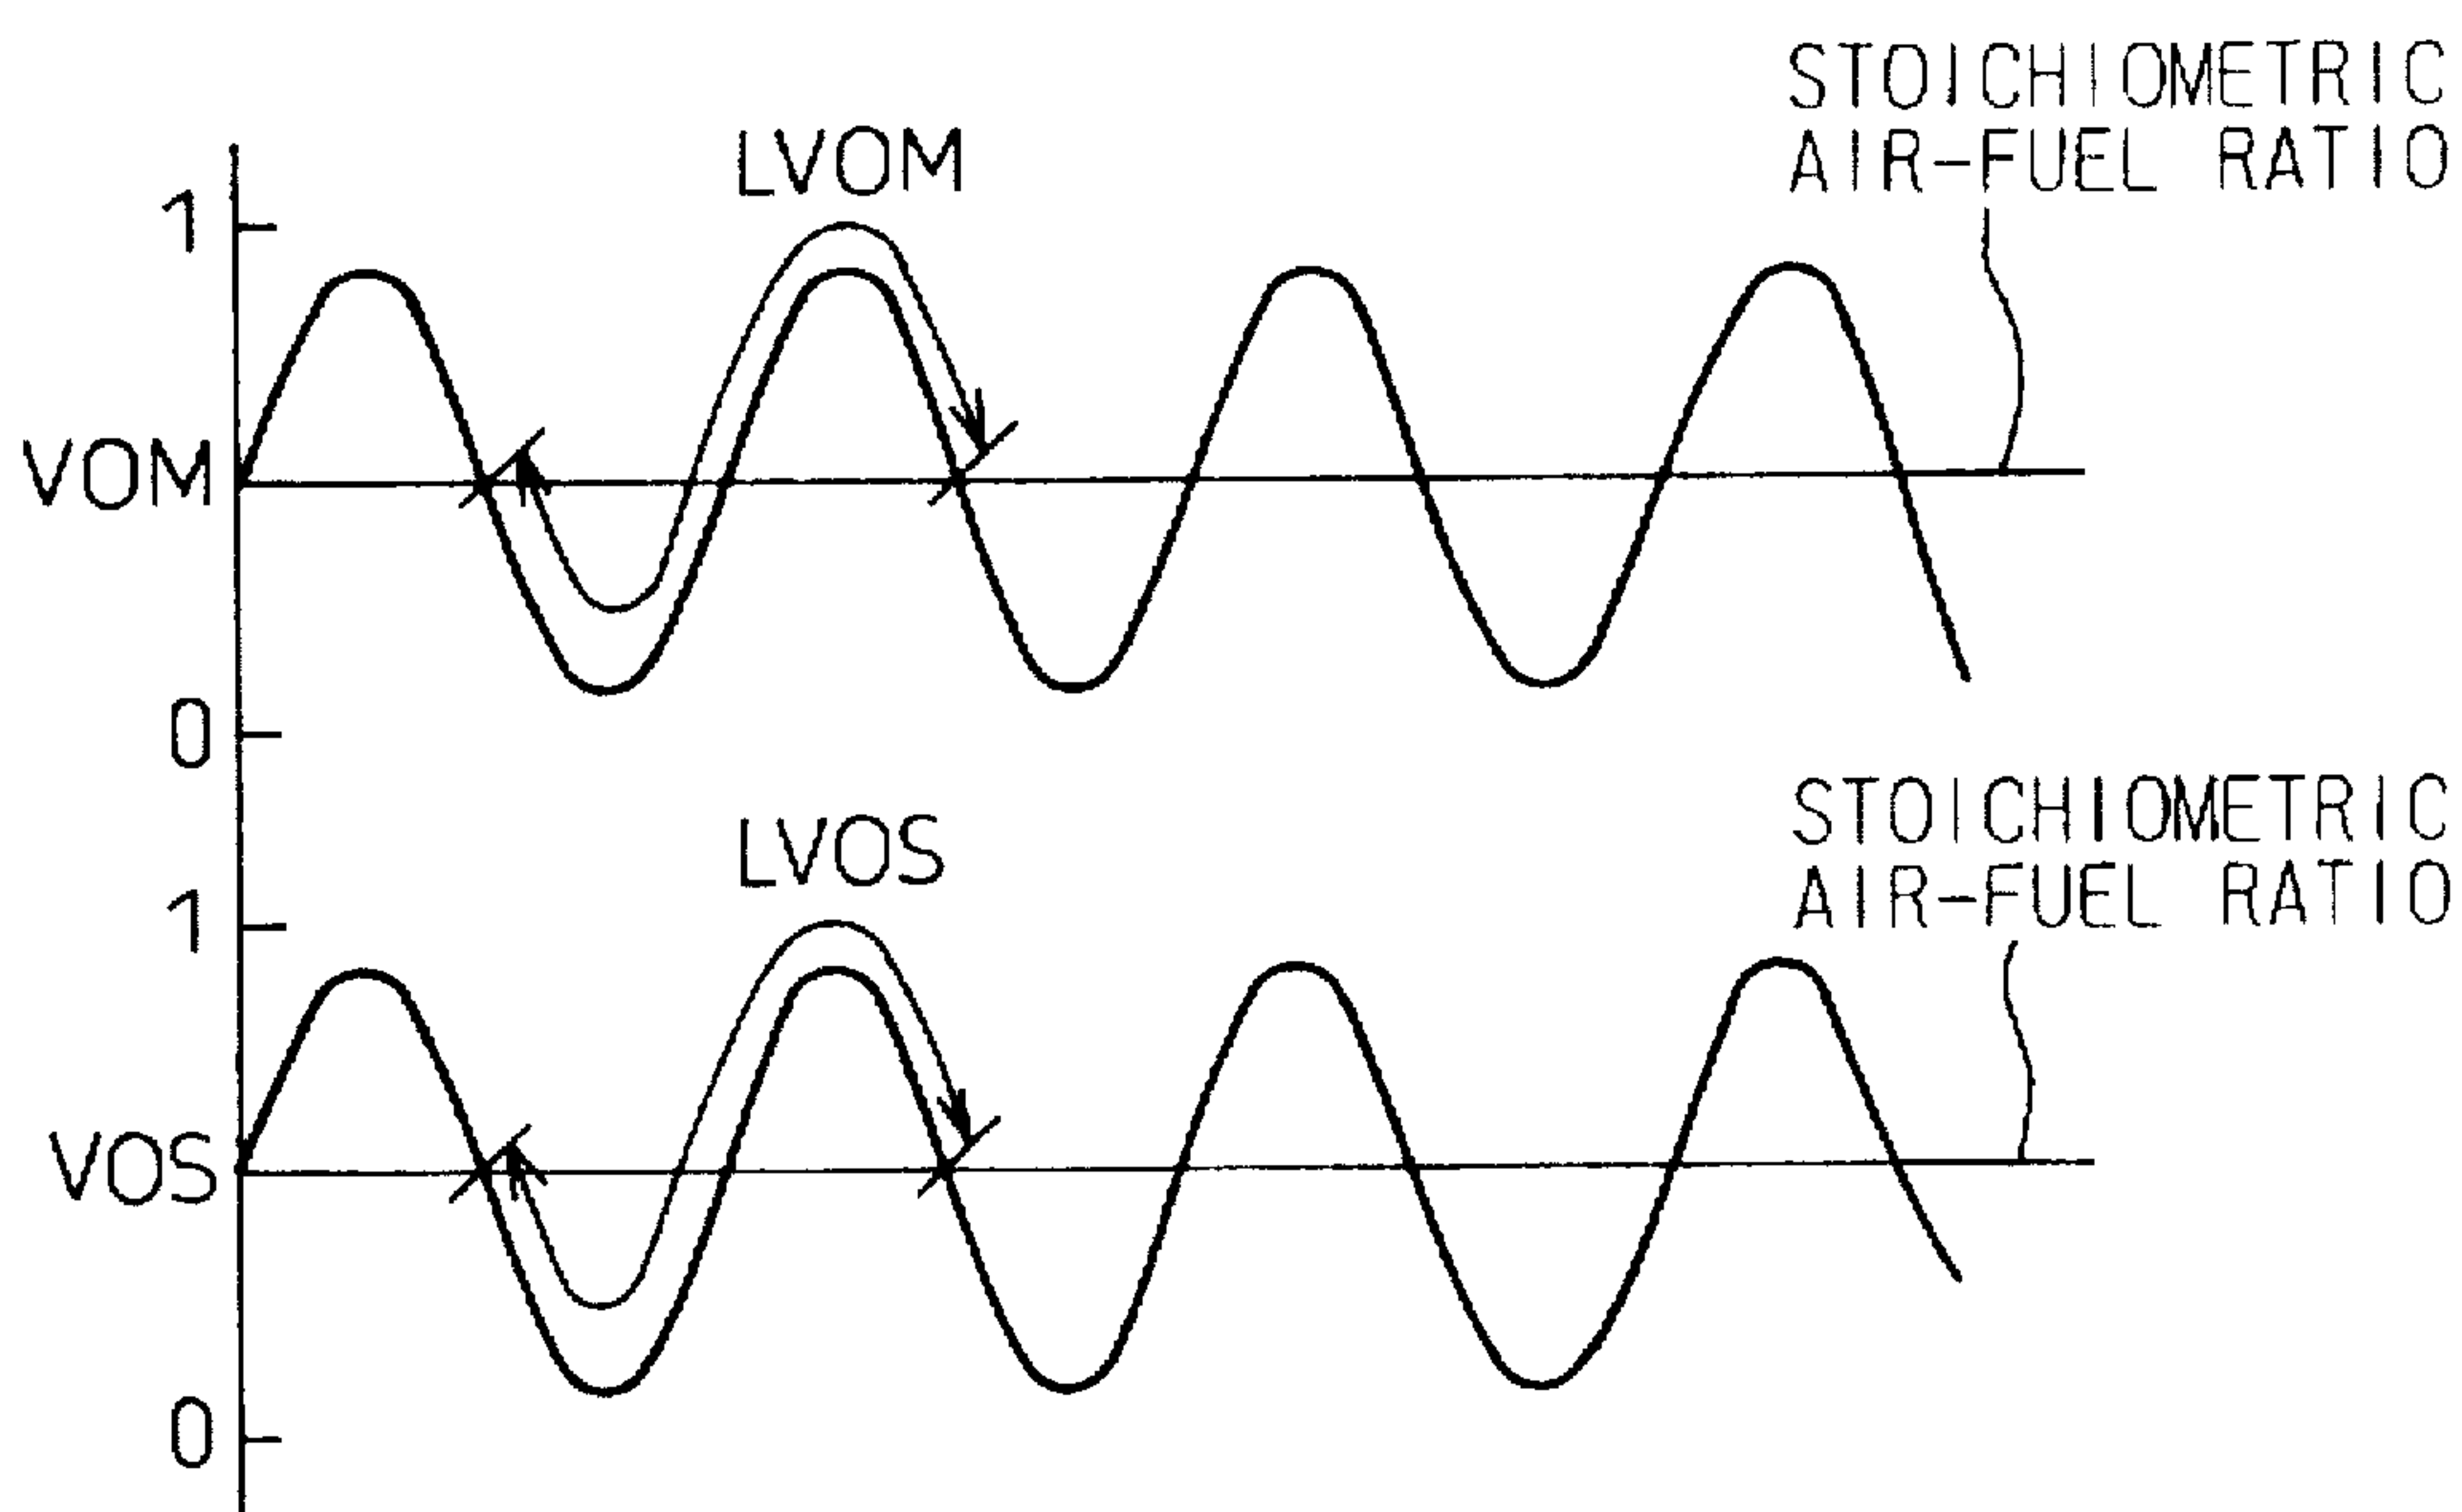 STOICHIOMETRIC
AIR-FUEL RATIO
LVOM
1
VOM
0
STOICHIOMETRIC
AIR-FUEL RATIO
LVOS
1
VOS
0